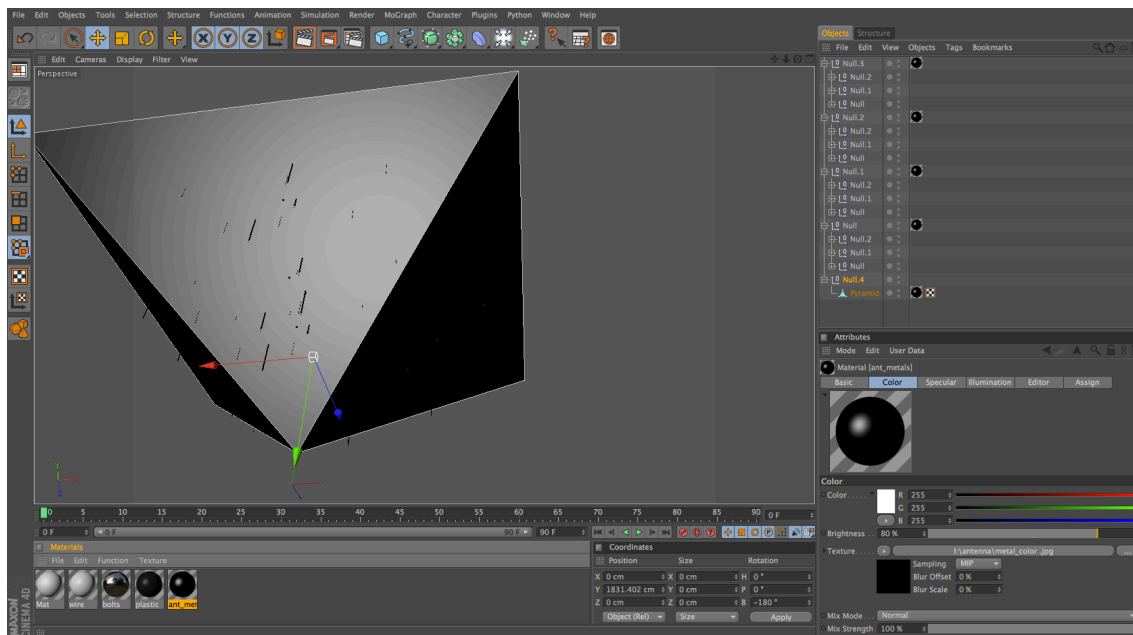 File Edit Objects Tools Selection Structure Functions Animation Simulation Render MoGraph Character Plugins Python Window Help
Edit Cameras Display Filter View
Perspective
Objects Structure
File Edit View Objects Tags Bookmarks
Null.3
Null.2
Null.1
Null
Null.2
Null.2
Null.1
Null
Null.1
Null.2
Null.1
Null
Null
Null.2
Null.1
Null
Null.4
Pyramid
Attributes
Mode Edit User Data
Material [ant_metals]
Basic Color Specular Illumination Editor Assign
Color
Color R 255
G 255
B 255
Brightness 80 %
Texture I:\antenna\metal_color .jpg ...
Sampling MIP
Blur Offset 0 %
Blur Scale 0 %
Mix Mode Normal
Mix Strength 100 %
Y
X
Z
0 5 10 15 20 25 30 35 40 45 50 55 60 65 70 75 80 85 90 0 F
0 F 0 F 90 F 90 F
Materials
File Edit Function Texture
Mat wire bolts plastic ant_met
Coordinates
Position Size Rotation
X 0 cm X 0 cm H 0 °
Y 1831.402 cm Y 0 cm P 0 °
Z 0 cm Z 0 cm B -180 °
Object (Rel) Size Apply
MAXON
CINEMA 4D